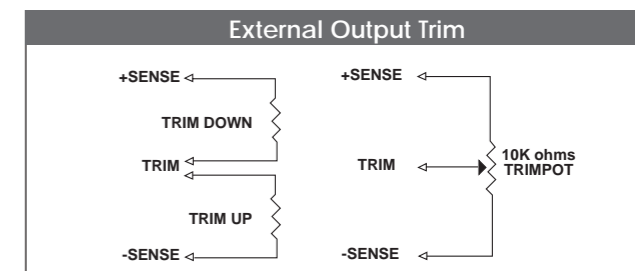 External Output Trim
+SENSE
TRIM DOWN
TRIM
TRIM UP
-SENSE
+SENSE
TRIM
10K ohms
TRIMPOT
-SENSE